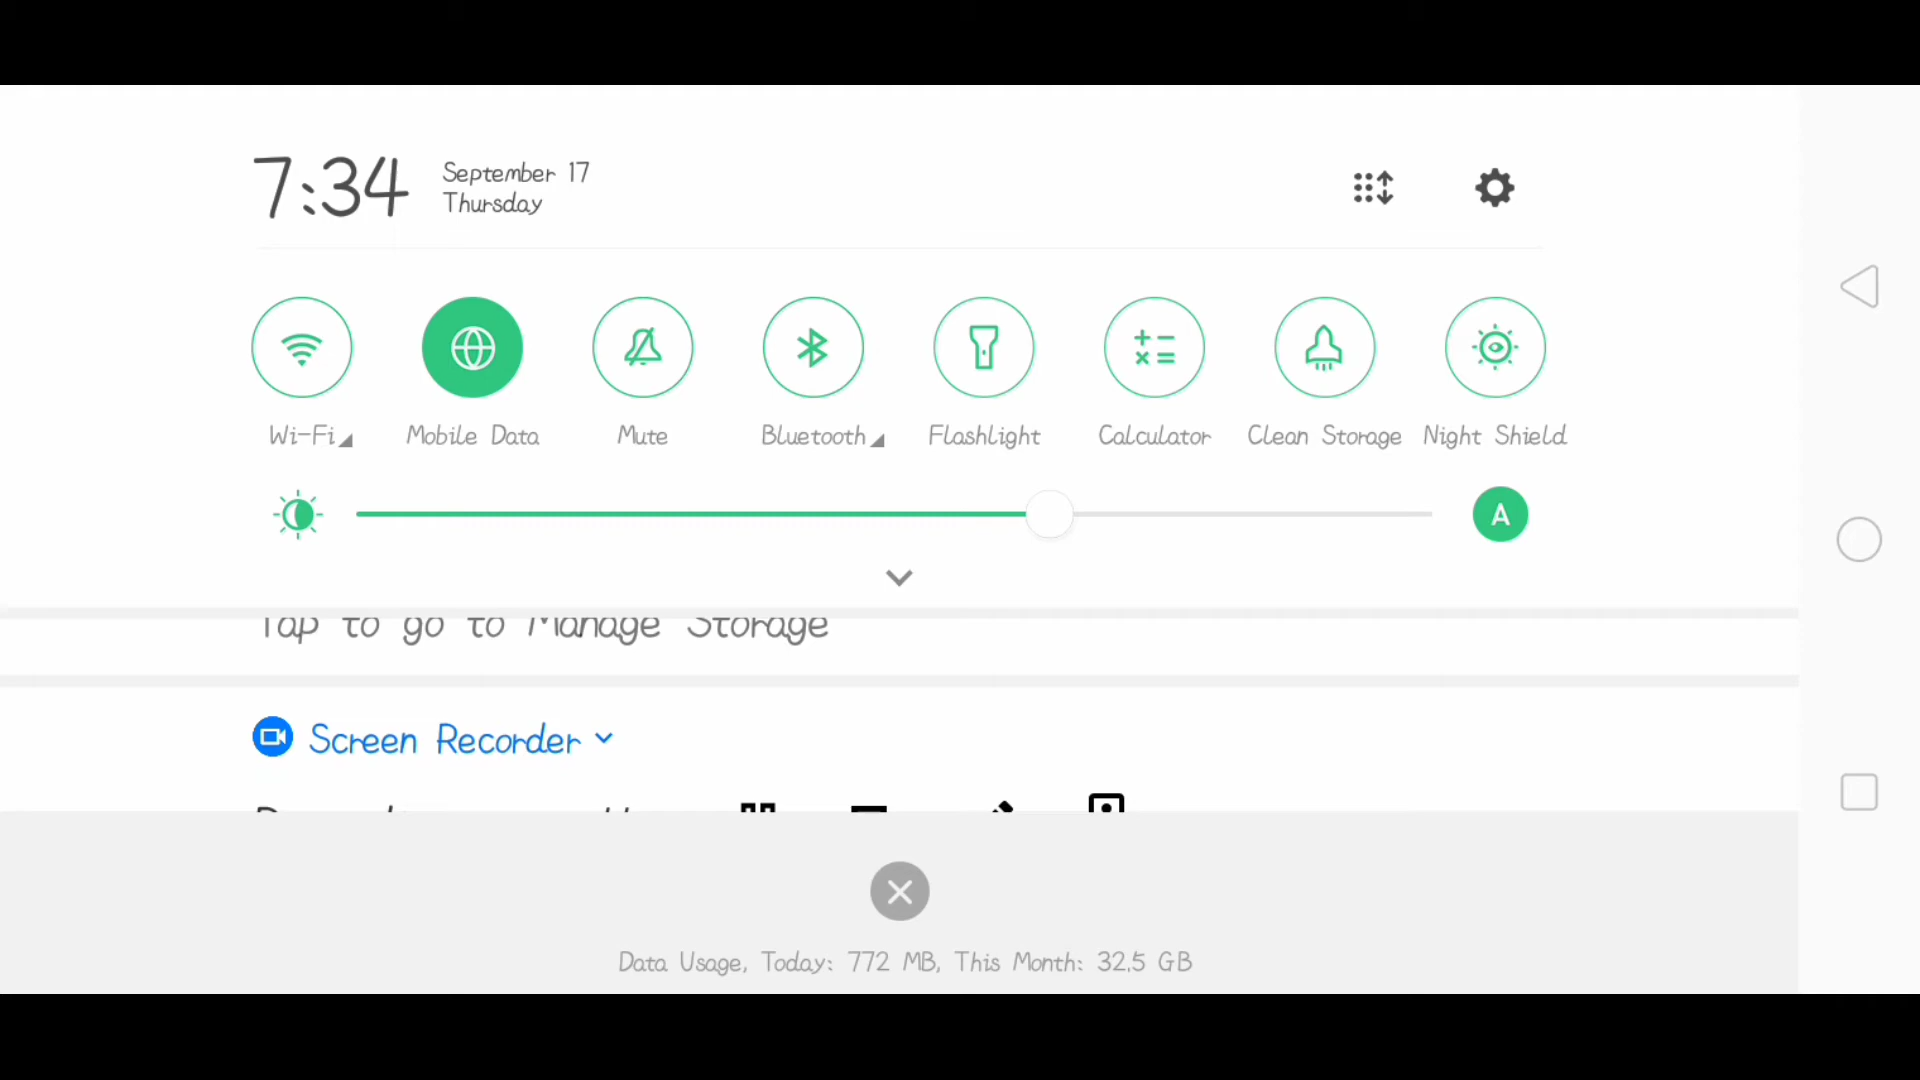 7:34
September 17
Thursday
Wi-Fi
Mobile Data
Mute
Bluetooth
Flashlight
Calculator
Clean Storage
Night Shield
A
Tap to go to Manage Storage
Screen Recorder
Data Usage, Today: 772 MB, This Month: 32.5 GB